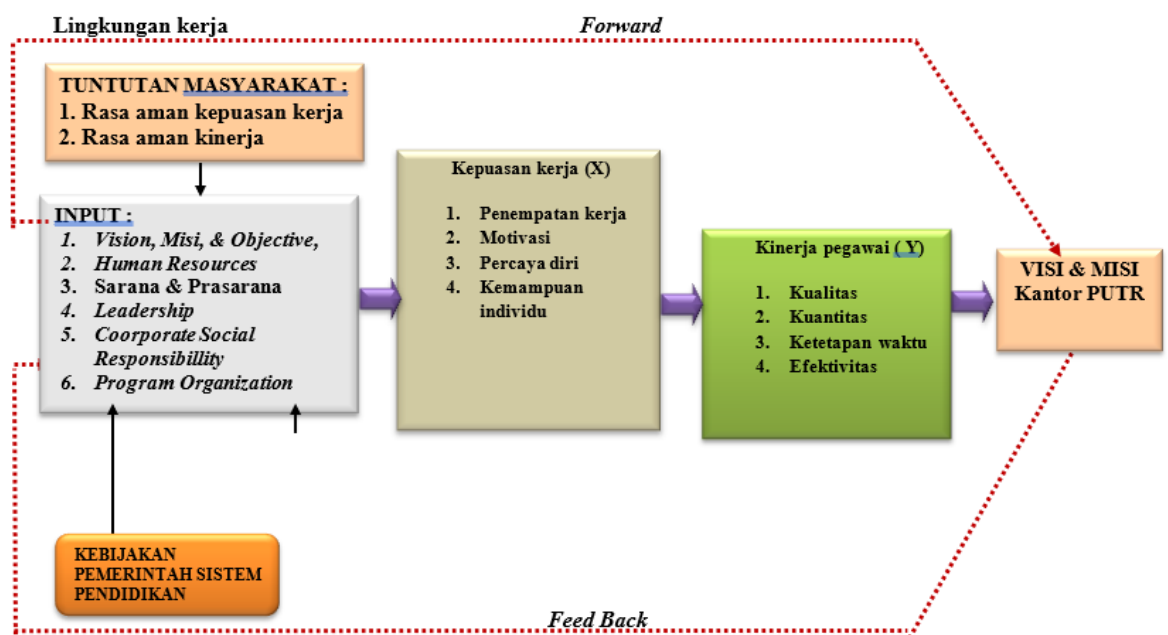 Lingkungan kerja
Forward
TUNTUTAN MASYARAKAT :
1. Rasa aman kepuasan kerja
2. Rasa aman kinerja
INPUT :
1. Vision, Misi, & Objective,
2. Human Resources
3. Sarana & Prasarana
4. Leadership
5. Coorporate Social
Responsibillity
6. Program Organization
Kepuasan kerja (X)
1. Penempatan kerja
2. Motivasi
3. Percaya diri
4. Kemampuan
individu
Kinerja pegawai ( Y)
1. Kualitas
2. Kuantitas
3. Ketetapan waktu
4. Efektivitas
VISI & MISI
Kantor PUTR
KEBIJAKAN
PEMERINTAH SISTEM
PENDIDIKAN
Feed Back